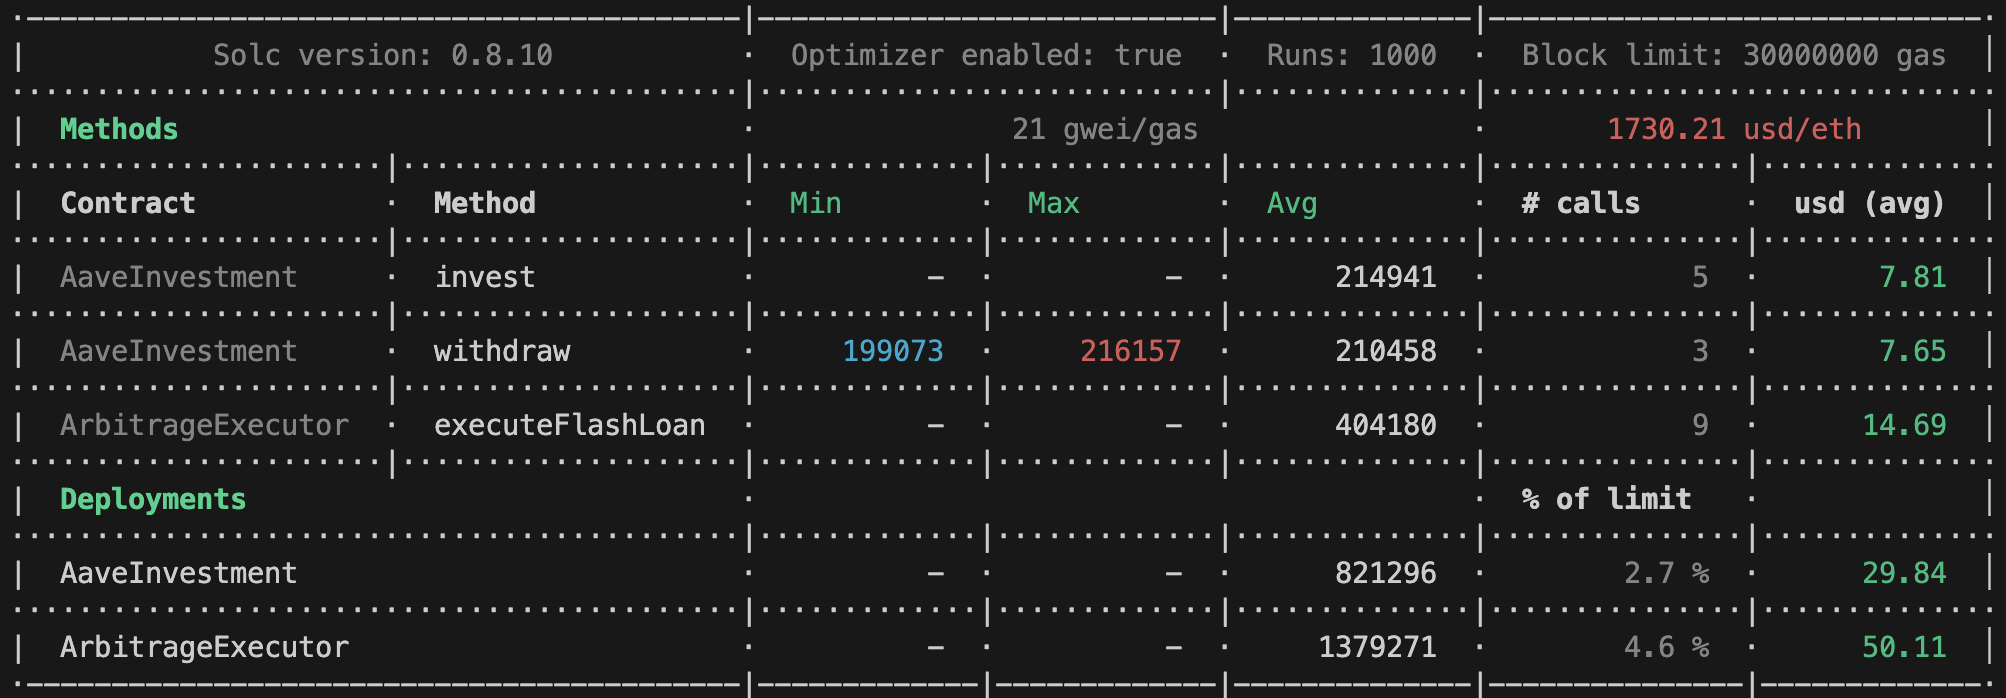 Solc version: 0.8.10 · Optimizer enabled: true · Runs: 1000 · Block limit: 30000000 gas
Methods · 21 gwei/gas · 1730.21 usd/eth
Contract · Method · Min · Max · Avg · # calls · usd (avg)
AaveInvestment · invest · - · - · 214941 · 5 · 7.81
AaveInvestment · withdraw · 199073 · 216157 · 210458 · 3 · 7.65
ArbitrageExecutor · executeFlashLoan · - · - · 404180 · 9 · 14.69
Deployments · · % of limit ·
AaveInvestment · - · - · 821296 · 2.7 % · 29.84
ArbitrageExecutor · - · - · 1379271 · 4.6 % · 50.11